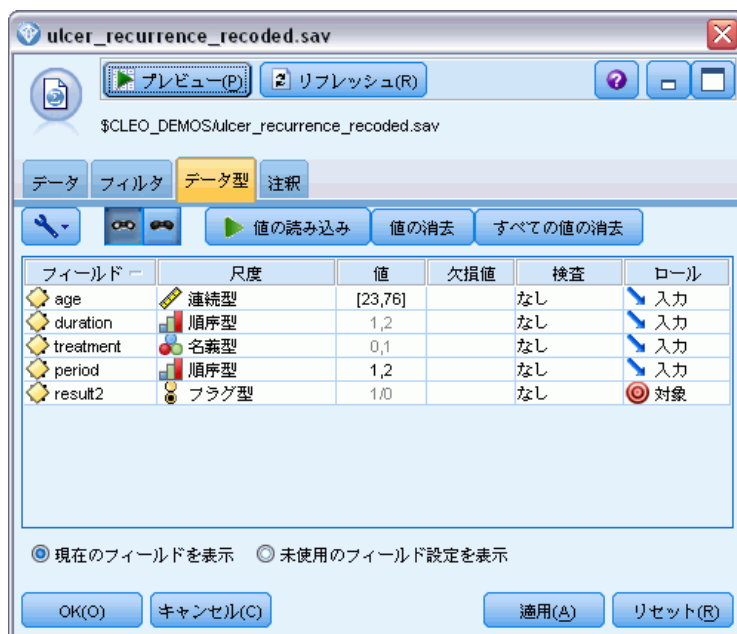 ulcer_recurrence_recoded.sav
プレビュー(P) リフレッシュ(R)
$CLEO_DEMOS/ulcer_recurrence_recoded.sav
データ フィルタ データ型 注釈
値の読み込み 値の消去 すべての値の消去
フィールド 尺度 値 欠損値 検査 ロール
age 連続型 [23,76] なし 入力
duration 順序型 1,2 なし 入力
treatment 名義型 0,1 なし 入力
period 順序型 1,2 なし 入力
result2 フラグ型 1/0 なし 対象
現在のフィールドを表示 未使用のフィールド設定を表示
OK(O) キャンセル(C) 適用(A) リセット(R)